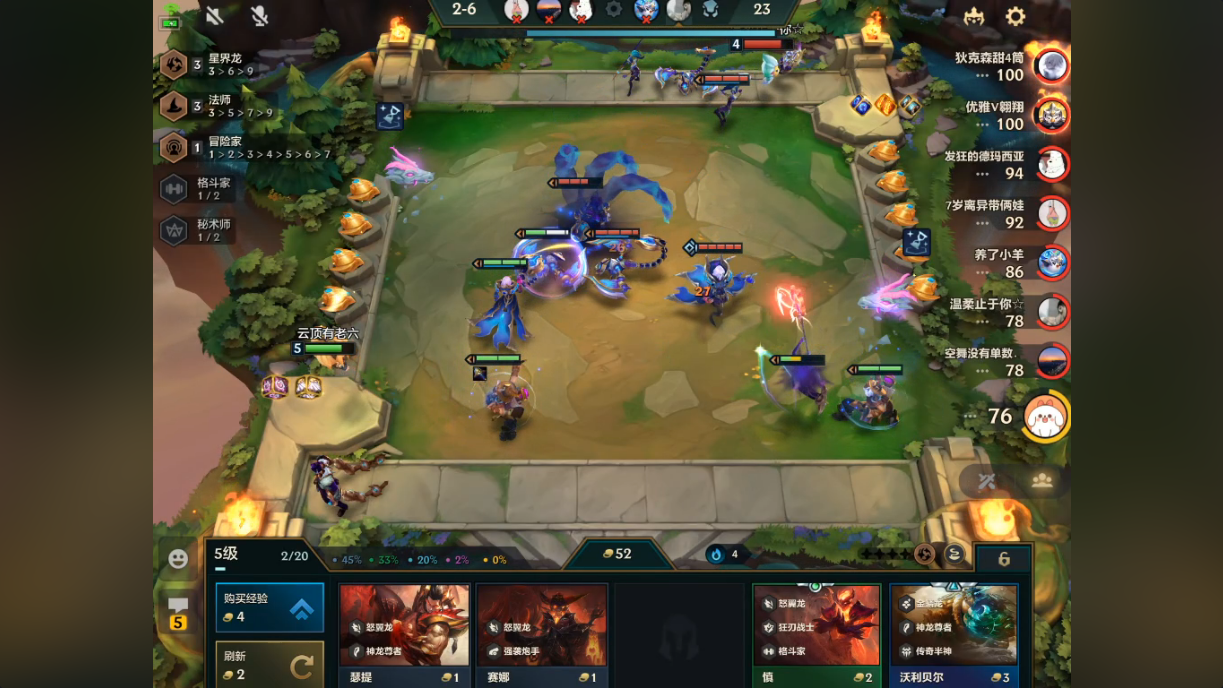 2-6
23
4
你☆
3
星界龙
3 > 6 > 9
3
法师
3 > 5 > 7 > 9
1
冒险家
1 > 2 > 3 > 4 > 5 > 6 > 7
格斗家
1 / 2
秘术师
1 / 2
狄克森甜4筒
100
优雅V翱翔
100
发狂的德玛西亚
94
7岁离异带俩娃
92
养了小羊
86
温柔止于你☆
78
空舞没有单数.
78
76
云顶有老六
5
26
21
5级
2/20
45%
33%
20%
2%
0%
52
4
购买经验
4
刷新
2
5
怒翼龙
神龙尊者
瑟提
1
怒翼龙
强袭炮手
赛娜
1
怒翼龙
狂刃战士
格斗家
慎
2
金鳞龙
神龙尊者
传奇半神
沃利贝尔
3